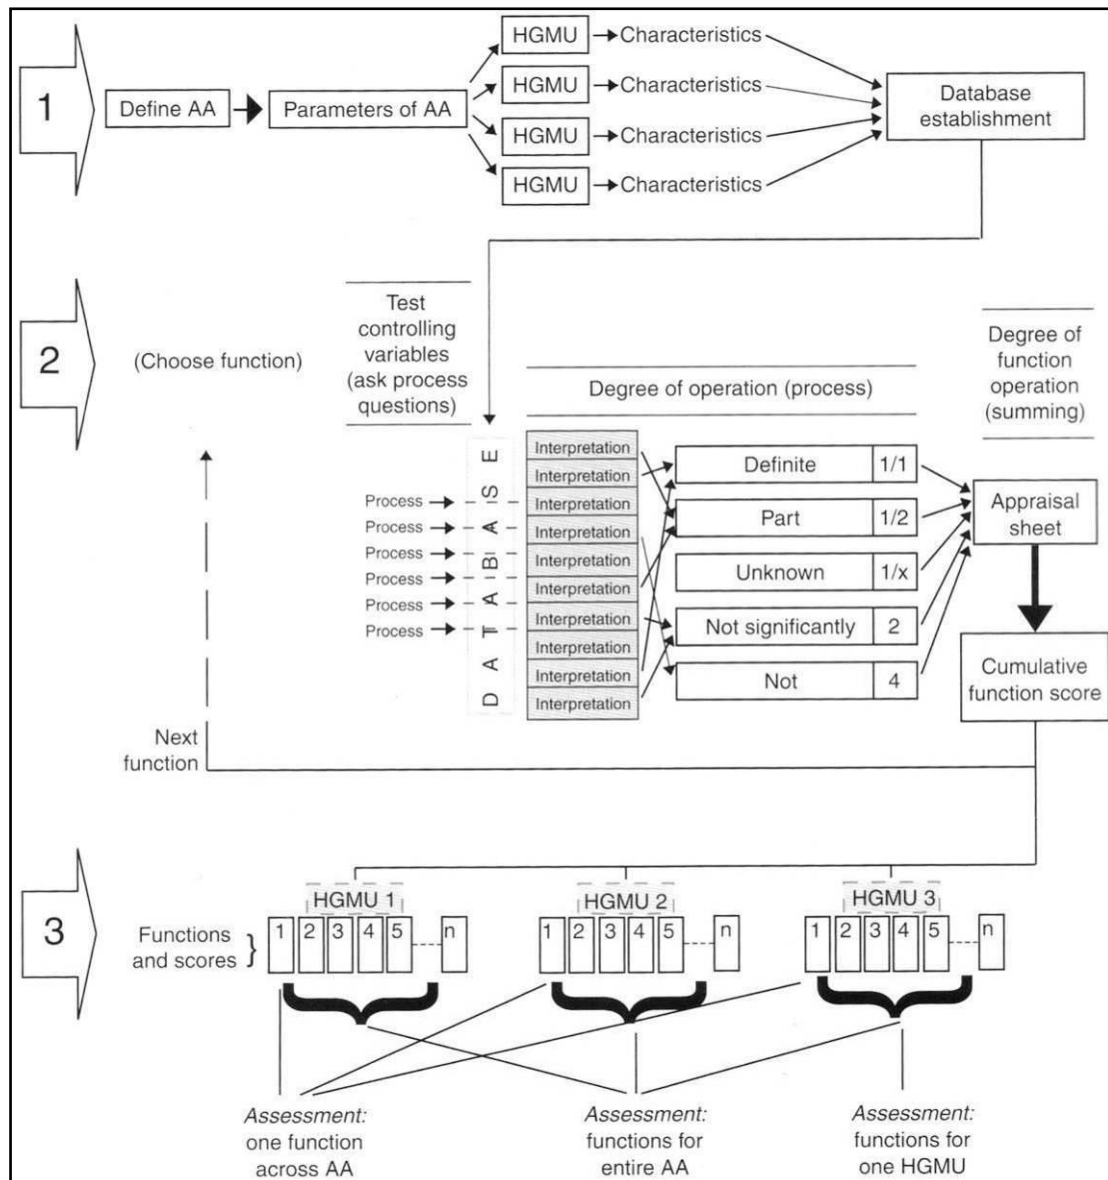 1
Define AA
Parameters of AA
HGMU
Characteristics
HGMU
Characteristics
HGMU
Characteristics
HGMU
Characteristics
Database
establishment
2
(Choose function)
Test
controlling
variables
(ask process
questions)
Degree of operation (process)
Degree of
function
operation
(summing)
DATABASE
Process
Process
Process
Process
Process
Process
Interpretation
Interpretation
Interpretation
Interpretation
Interpretation
Interpretation
Interpretation
Interpretation
Interpretation
Interpretation
Definite 1/1
Part 1/2
Unknown 1/x
Not significantly 2
Not 4
Appraisal
sheet
Cumulative
function score
Next
function
3
Functions
and scores
HGMU 1
1 2 3 4 5 n
HGMU 2
1 2 3 4 5 n
HGMU 3
1 2 3 4 5 n
Assessment:
one function
across AA
Assessment:
functions for
entire AA
Assessment:
functions for
one HGMU